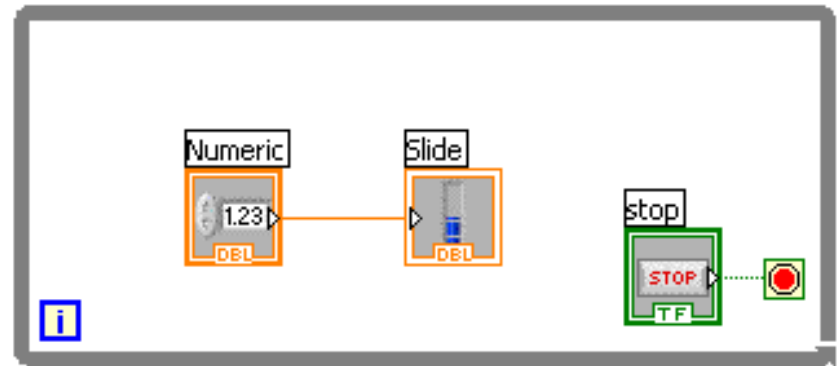 Numeric
Slide
1.23
DBL
DBL
stop
STOP
TF
i